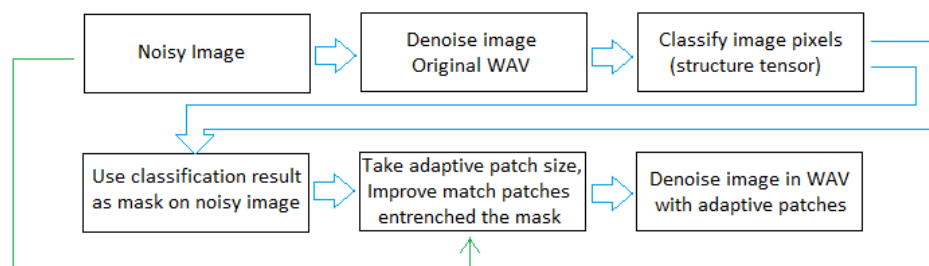 Noisy Image
Denoise image
Original WAV
Classify image pixels
(structure tensor)
Use classification result
as mask on noisy image
Take adaptive patch size,
Improve match patches
entrenched the mask
Denoise image in WAV
with adaptive patches